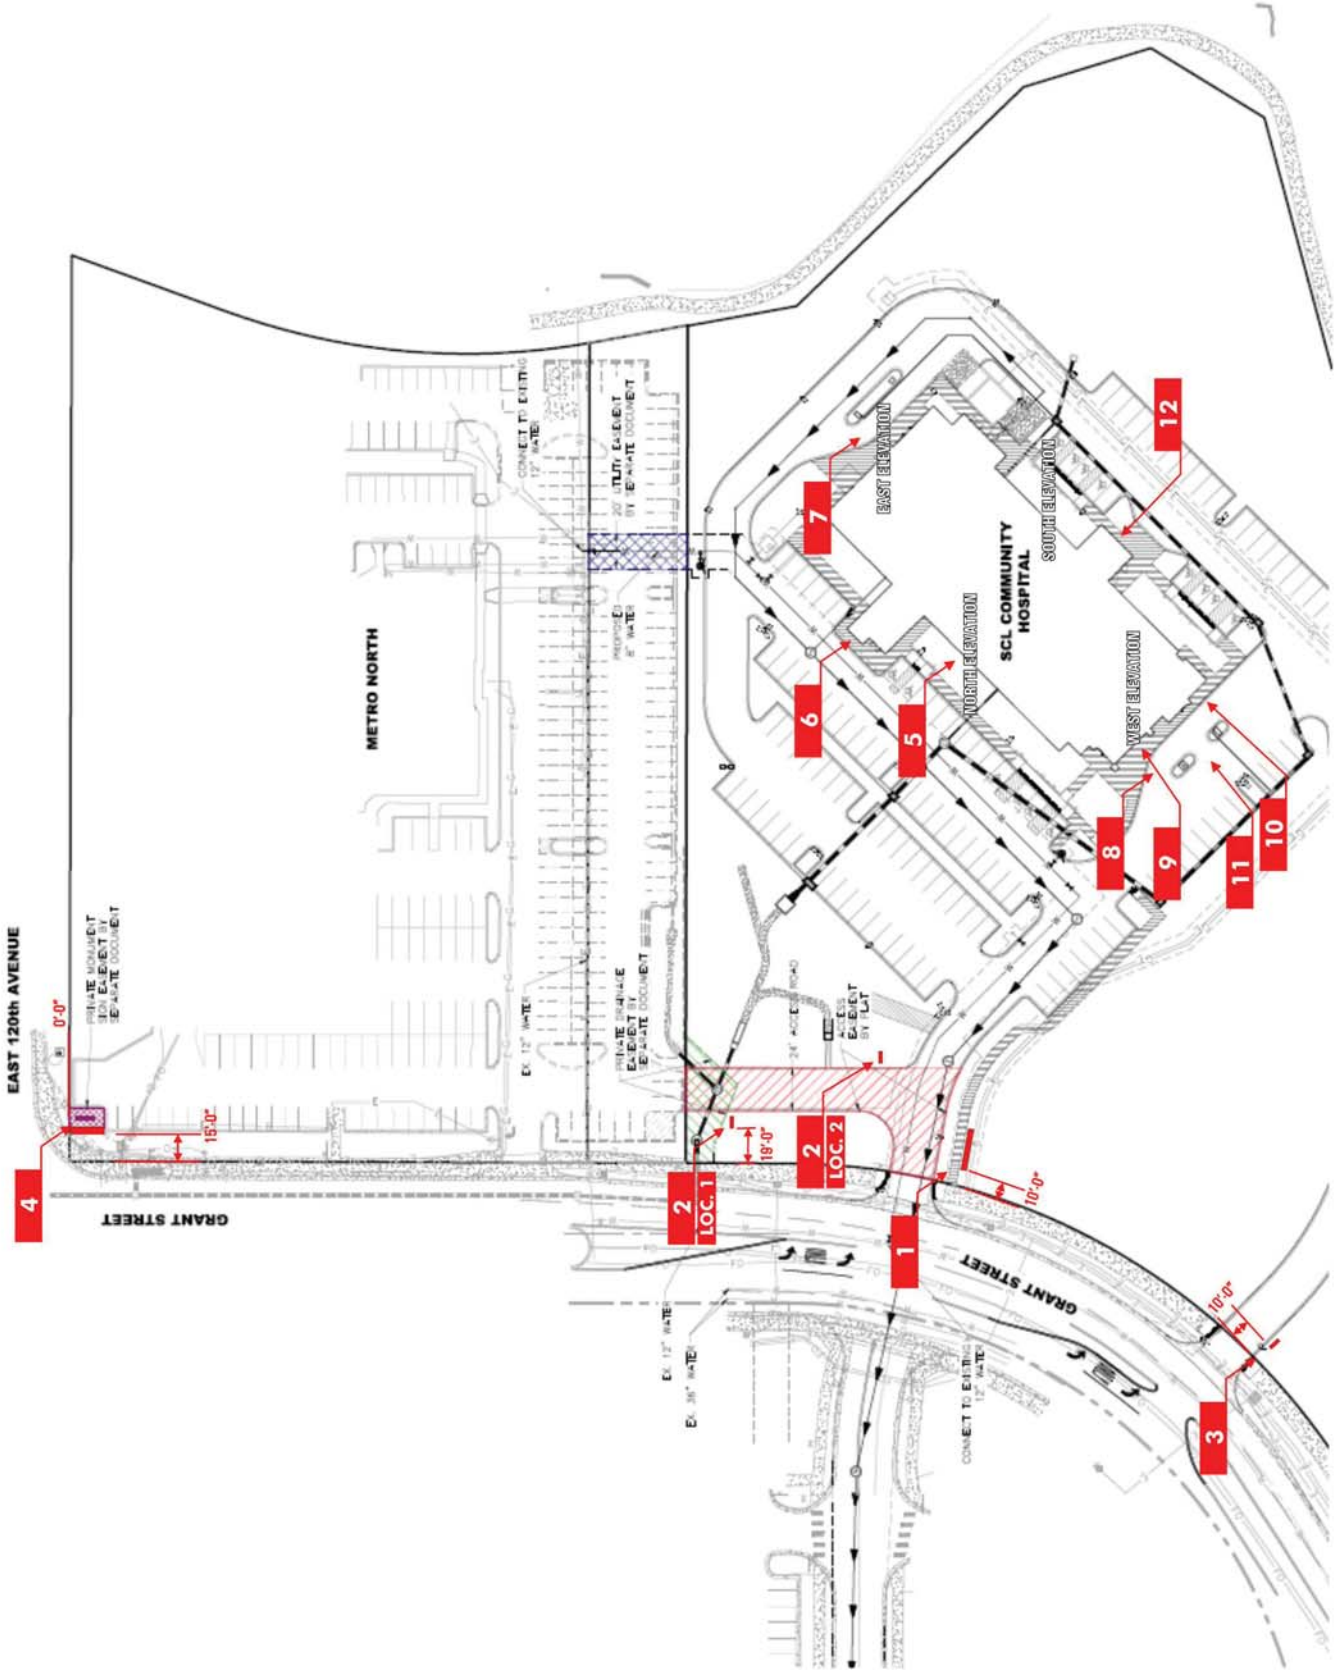 EAST 120th AVENUE
0'-0"
PRIVATE MONUMENT
SIGN EASEMENT BY
SEPARATE DOCUMENT
15'-0"
4
GRANT STREET
METRO NORTH
CONNECT TO EXISTING
12" WATER
20' UTILITY EASEMENT
BY SEPARATE DOCUMENT
PROPOSED
8" WATER
EX. 12" WATER
PRIVATE DRAINAGE
EASEMENT BY
SEPARATE DOCUMENT
24' ACCESS ROAD
ACCESS
EASEMENT
BY PLAT
2
LOC. 1
19'-0"
2
LOC. 2
1
10'-0"
GRANT STREET
EX. 12" WATER
EX. 36" WATER
CONNECT TO EXISTING
12" WATER
10'-0"
3
7
EAST ELEVATION
6
5
NORTH ELEVATION
SCL COMMUNITY
HOSPITAL
SOUTH ELEVATION
12
WEST ELEVATION
8
9
11
10